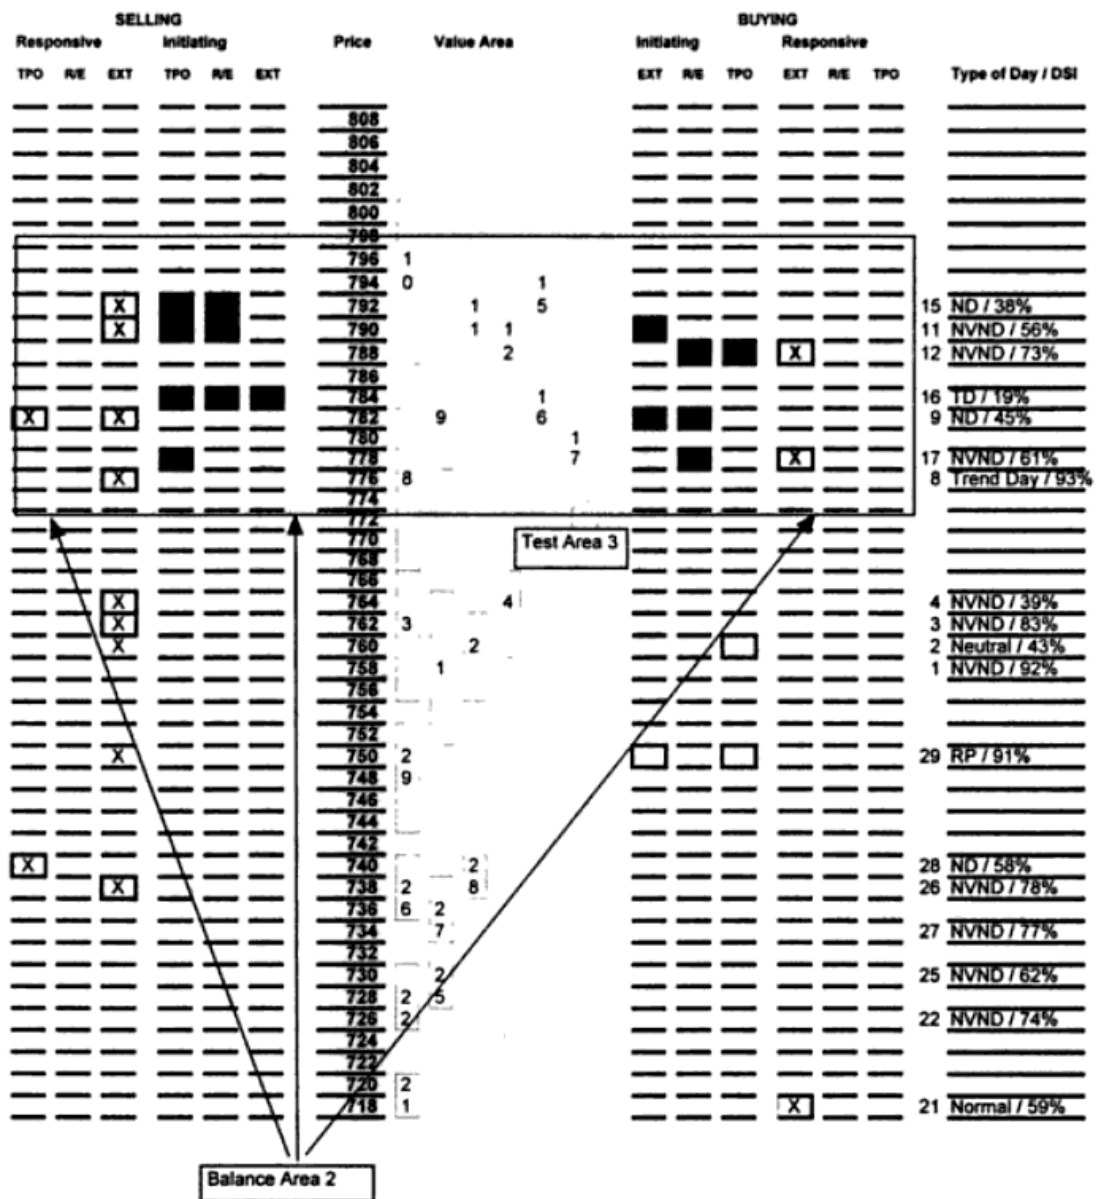 SELLING BUYING
Responsive Initiating Price Value Area Initiating Responsive
TPO R/E EXT TPO R/E EXT EXT R/E TPO EXT R/E TPO Type of Day / DSI
808
806
804
802
800
798
796 1
794 0 1
X 792 1 5 15 ND / 38%
X 790 1 1 11 NVND / 56%
788 2 X 12 NVND / 73%
786
784 1 16 TD / 19%
X X 782 9 6 9 ND / 45%
780 1
778 7 X 17 NVND / 61%
X 776 8 8 Trend Day / 93%
774
772
770 Test Area 3
768
766
X 764 4 4 NVND / 39%
X 762 3 3 NVND / 83%
X 760 2 2 Neutral / 43%
758 1 1 NVND / 92%
756
754
752
X 750 2 29 RP / 91%
748 9
746
744
742
X 740 2 28 ND / 58%
X 738 2 8 26 NVND / 78%
736 6 2
734 7 27 NVND / 77%
732
730 2 25 NVND / 62%
728 2 5
726 2 22 NVND / 74%
724
722
720 2
718 1 X 21 Normal / 59%
Balance Area 2